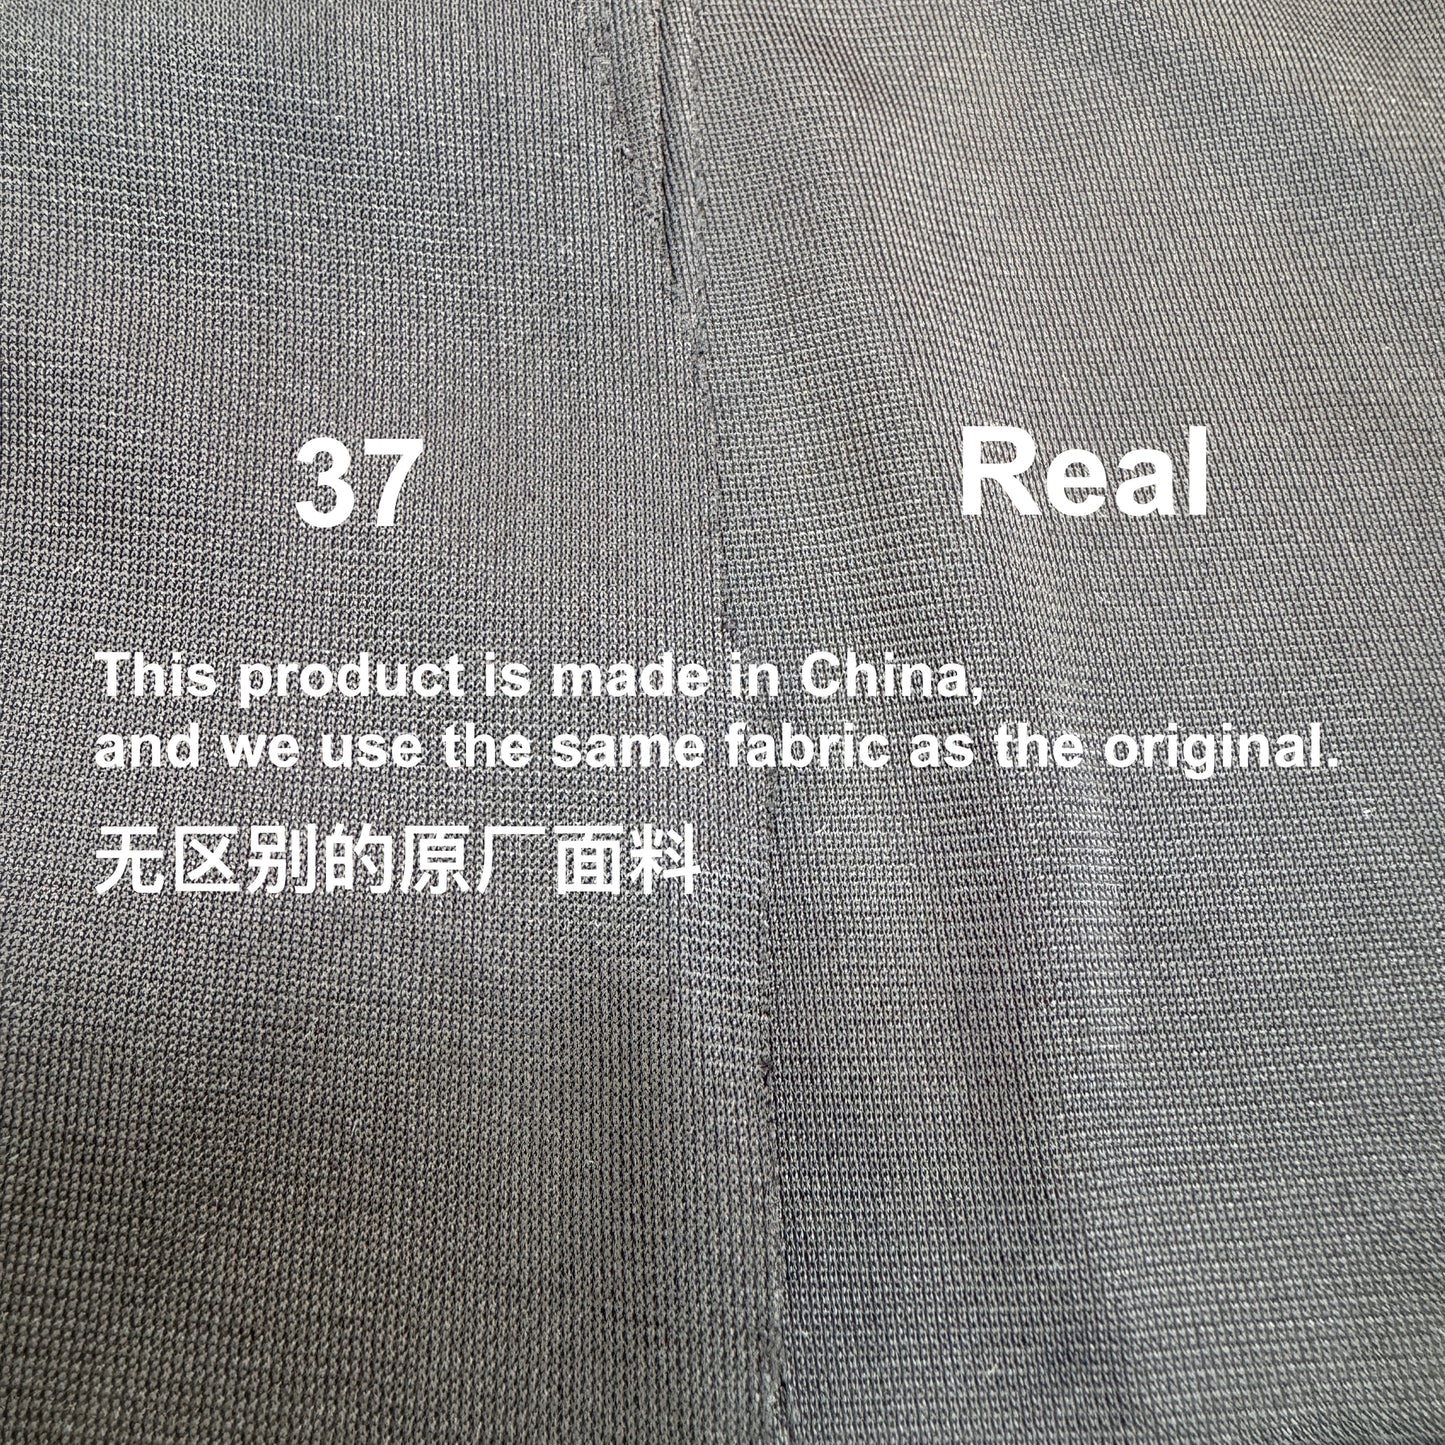 37 Real
This product is made in China,
and we use the same fabric as the original.
无区别的原厂面料